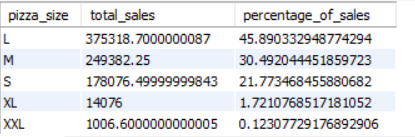 pizza_size total_sales percentage_of_sales
L 375318.7000000087 45.890332948774294
M 249382.25 30.492044451859723
S 178076.49999999843 21.773468455880682
XL 14076 1.7210768517181052
XXL 1006.6000000000005 0.12307729176892906